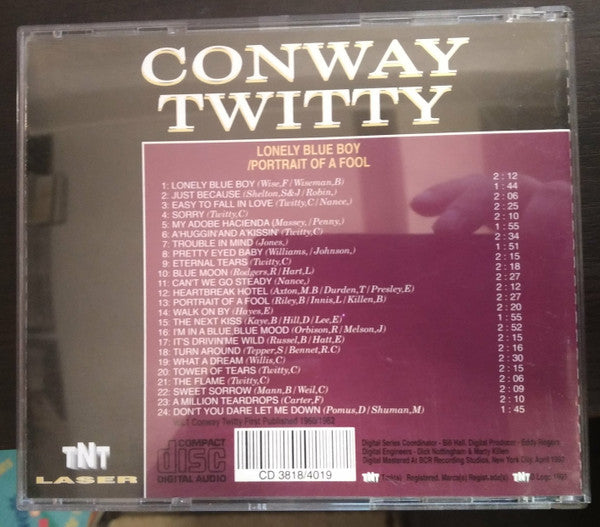 CONWAY
TWITTY
LONELY BLUE BOY
/PORTRAIT OF A FOOL
1: LONELY BLUE BOY (Wise,F/Wiseman,B) 2 : 12
2: JUST BECAUSE (Shelton,S&J/Robin,) 1 : 44
3: EASY TO FALL IN LOVE (Twitty,C/Nance,) 2 : 06
4: SORRY (Twitty,C) 2 : 25
5: MY ADOBE HACIENDA (Massey,/Penny,) 2 : 10
6: A'HUGGIN'AND A'KISSIN' (Twitty,C) 1 : 55
7: TROUBLE IN MIND (Jones,) 2 : 34
8: PRETTY EYED BABY (Williams,/Johnson,) 1 : 51
9: ETERNAL TEARS (Twitty,C) 2 : 15
10: BLUE MOON (Rodgers,R/Hart,L) 2 : 18
11: CAN'T WE GO STEADY (Nance,) 2 : 27
12: HEARTBREAK HOTEL (Axton,M.B/Durden,T/Presley,E) 2 : 12
13: PORTRAIT OF A FOOL (Riley,B/Innis,L/Killen,B) 2 : 27
14: WALK ON BY (Hayes,E) 2 : 20
15: THE NEXT KISS (Kaye,B/Hill,D/Lee,E) 1 : 55
16: I'M IN A BLUE,BLUE MOOD (Orbison,R/Melson,J) 2 : 52
17: IT'S DRIVIN'ME WILD (Russel,B/Hatt,E) 2 : 15
18: TURN AROUND (Tepper,S/Bennet,R.C) 2 : 16
19: WHAT A DREAM (Willis,C) 2 : 30
20: TOWER OF TEARS (Twitty,C) 2 : 15
21: THE FLAME (Twitty,C) 2 : 06
22: SWEET SORROW (Mann,B/Weil,C) 2 : 09
23: A MILLION TEARDROPS (Carter,F) 2 : 10
24: DON'T YOU DARE LET ME DOWN (Pomus,D/Shuman,M) 1 : 45
Conway Twitty First Published 1960/1962
TNT
LASER
COMPACT
disc
DIGITAL AUDIO
CD 3818/4019
Digital Series Coordinator - Bill Hall. Digital Producer - Eddy Rogers
Digital Engineers - Dick Nottingham & Marty Killen
Digital Mastered At BCR Recording Studios, New York City, April 1992
TNT Registered. Marca(s) Regist. TNT Logo